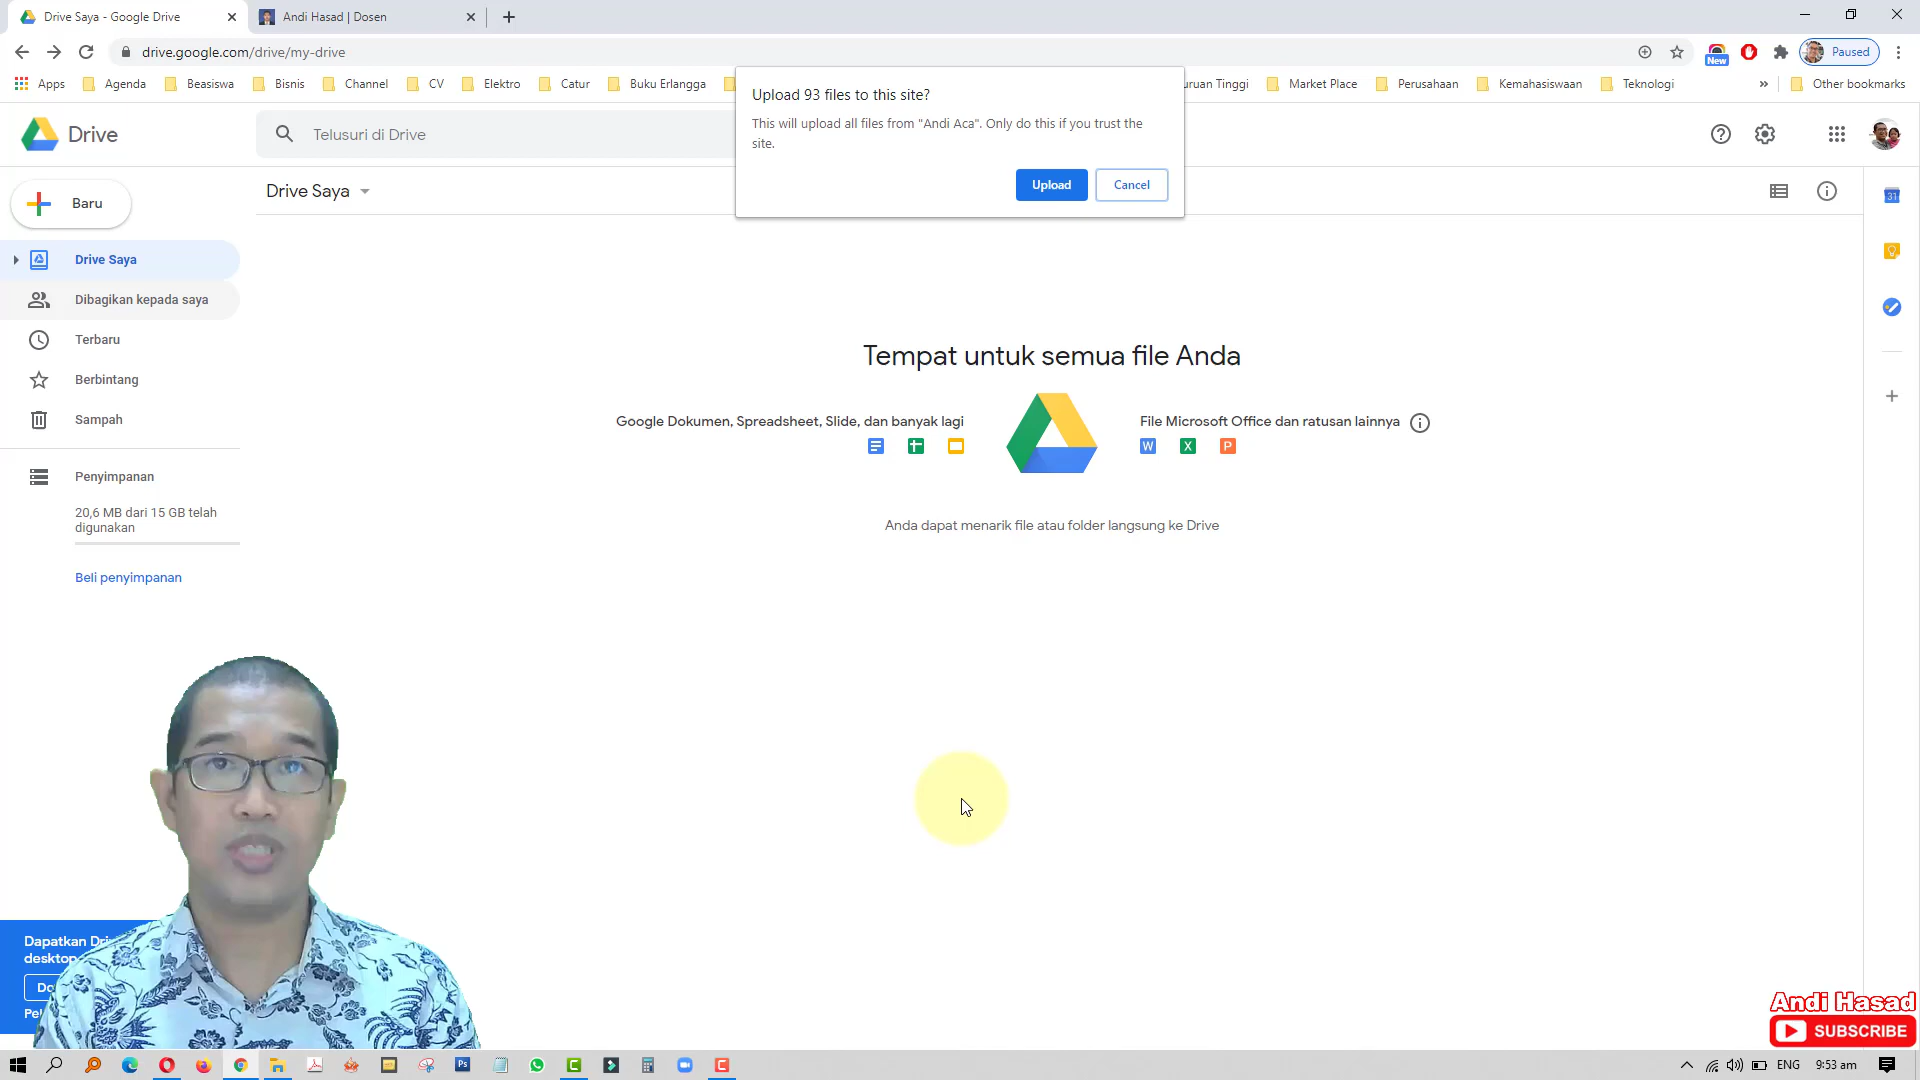 Drive Saya - Google Drive
Andi Hasad | Dosen
drive.google.com/drive/my-drive
New
Paused
Apps
Agenda
Beasiswa
Bisnis
Channel
CV
Elektro
Catur
Buku Erlangga
Tinggi
Market Place
Perusahaan
Kemahasiswaan
Teknologi
Other bookmarks
Upload 93 files to this site?
This will upload all files from "Andi Aca". Only do this if you trust the
site.
Upload
Cancel
Drive
Telusuri di Drive
Baru
Drive Saya
31
Drive Saya
Dibagikan kepada saya
Terbaru
Berbintang
Sampah
Penyimpanan
20,6 MB dari 15 GB telah
digunakan
Beli penyimpanan
Tempat untuk semua file Anda
Google Dokumen, Spreadsheet, Slide, dan banyak lagi
File Microsoft Office dan ratusan lainnya
W
X
P
Anda dapat menarik file atau folder langsung ke Drive
Dapatkan
desktop
Andi Hasad
SUBSCRIBE
Ps
ENG
9:53 am